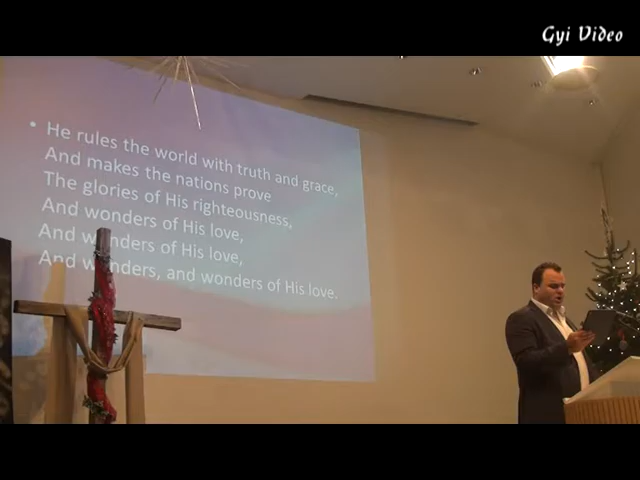 Gyi Video
• He rules the world with truth and grace,
And makes the nations prove
The glories of His righteousness,
And wonders of His love,
And wonders of His love,
And wonders, and wonders of His love.